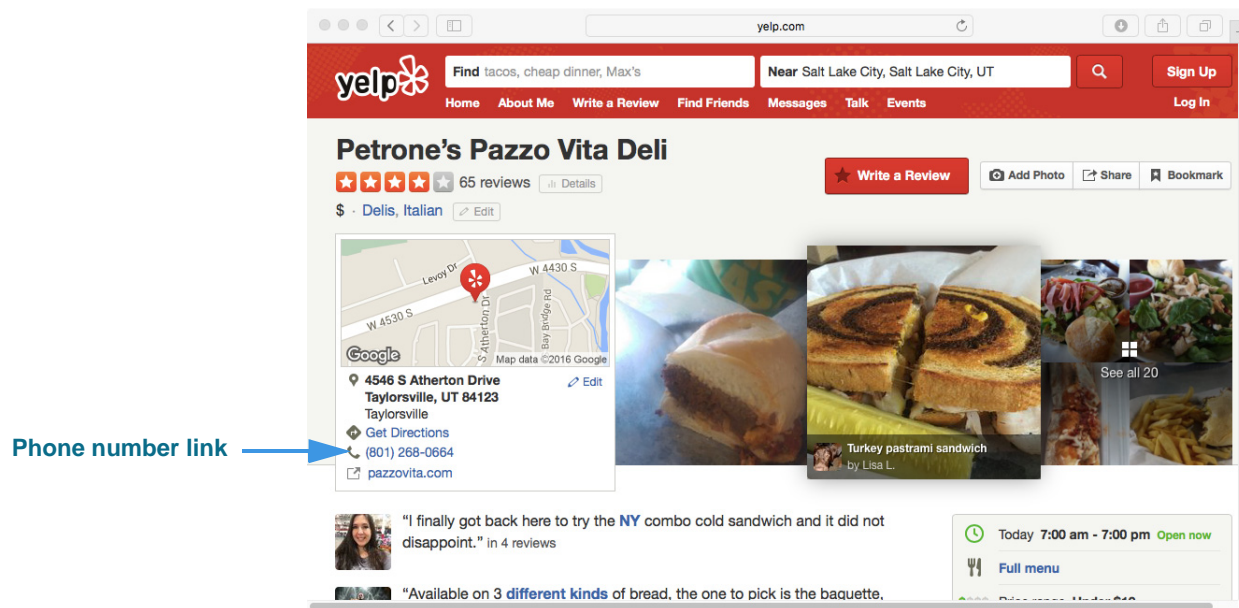 yelp.com
yelp
Find tacos, cheap dinner, Max's
Near Salt Lake City, Salt Lake City, UT
Sign Up
Home About Me Write a Review Find Friends Messages Talk Events
Log In
Petrone's Pazzo Vita Deli
65 reviews Details
Write a Review
Add Photo Share Bookmark
$ · Delis, Italian Edit
Levoy Dr
W 4430 S
W 4530 S
S Atherton Dr
Bay Bridge Rd
Google
Map data ©2016 Google
4546 S Atherton Drive
Edit
Taylorsville, UT 84123
Taylorsville
Get Directions
Phone number link
(801) 268-0664
pazzovita.com
Turkey pastrami sandwich
by Lisa L.
See all 20
"I finally got back here to try the NY combo cold sandwich and it did not
disappoint." in 4 reviews
"Available on 3 different kinds of bread, the one to pick is the baguette,
Today 7:00 am - 7:00 pm Open now
Full menu
Price range Under $10